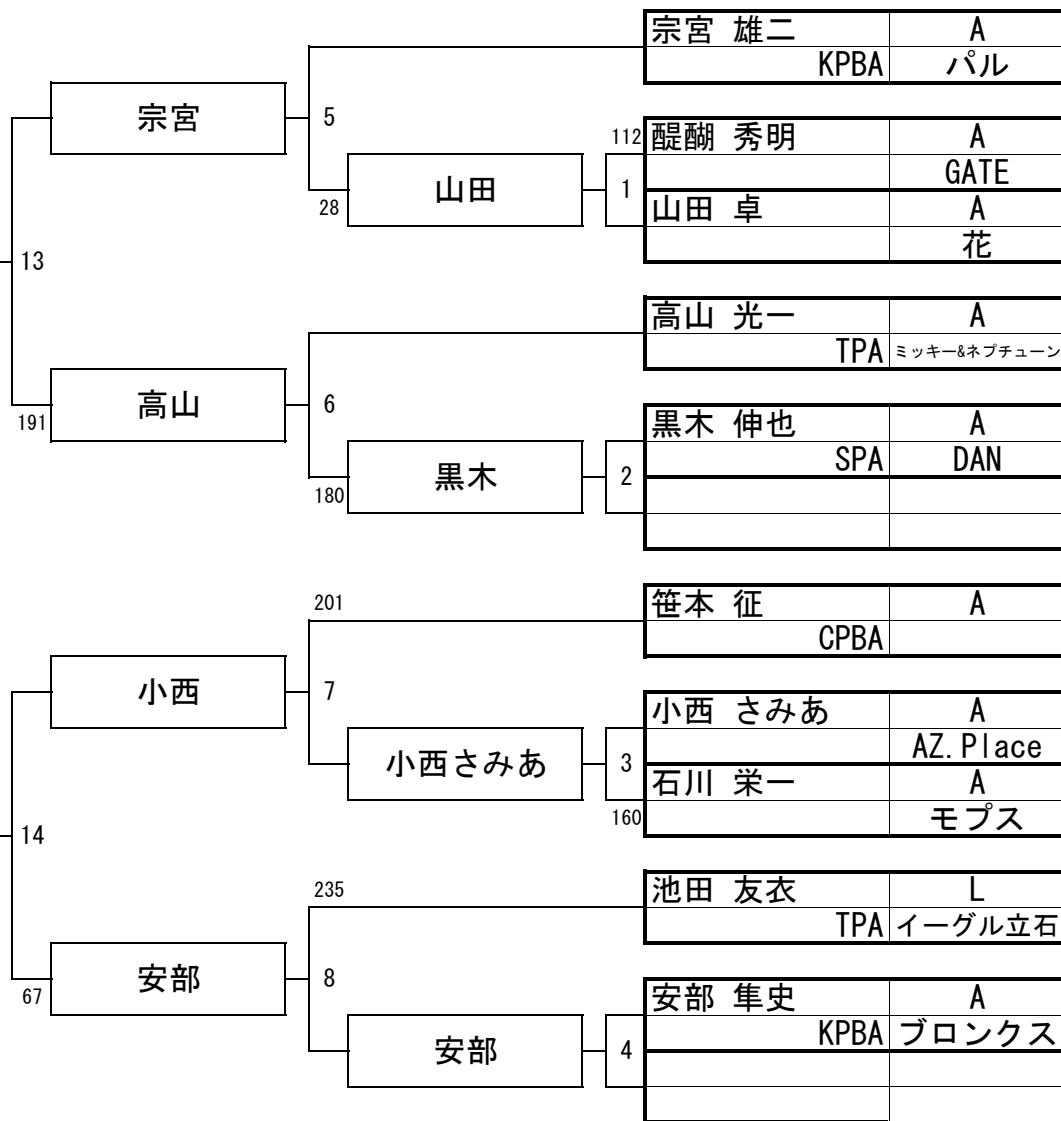 宗宮 雄二 A
KPBA パル
宗宮 5
112 醍醐 秀明 A
GATE
山田 1
28
山田 卓 A
花
13
高山 光一 A
TPA ミッキー&ネプチューン
高山 6
191
黒木 伸也 A
SPA DAN
黒木 2
180
201
笹本 征 A
CPBA
小西 7
小西 さみあ A
AZ.Place
小西さみあ 3
石川 栄一 A
160
モプス
14
235
池田 友衣 L
TPA イーグル立石
安部 8
67
安部 隼史 A
KPBA ブロンクス
安部 4